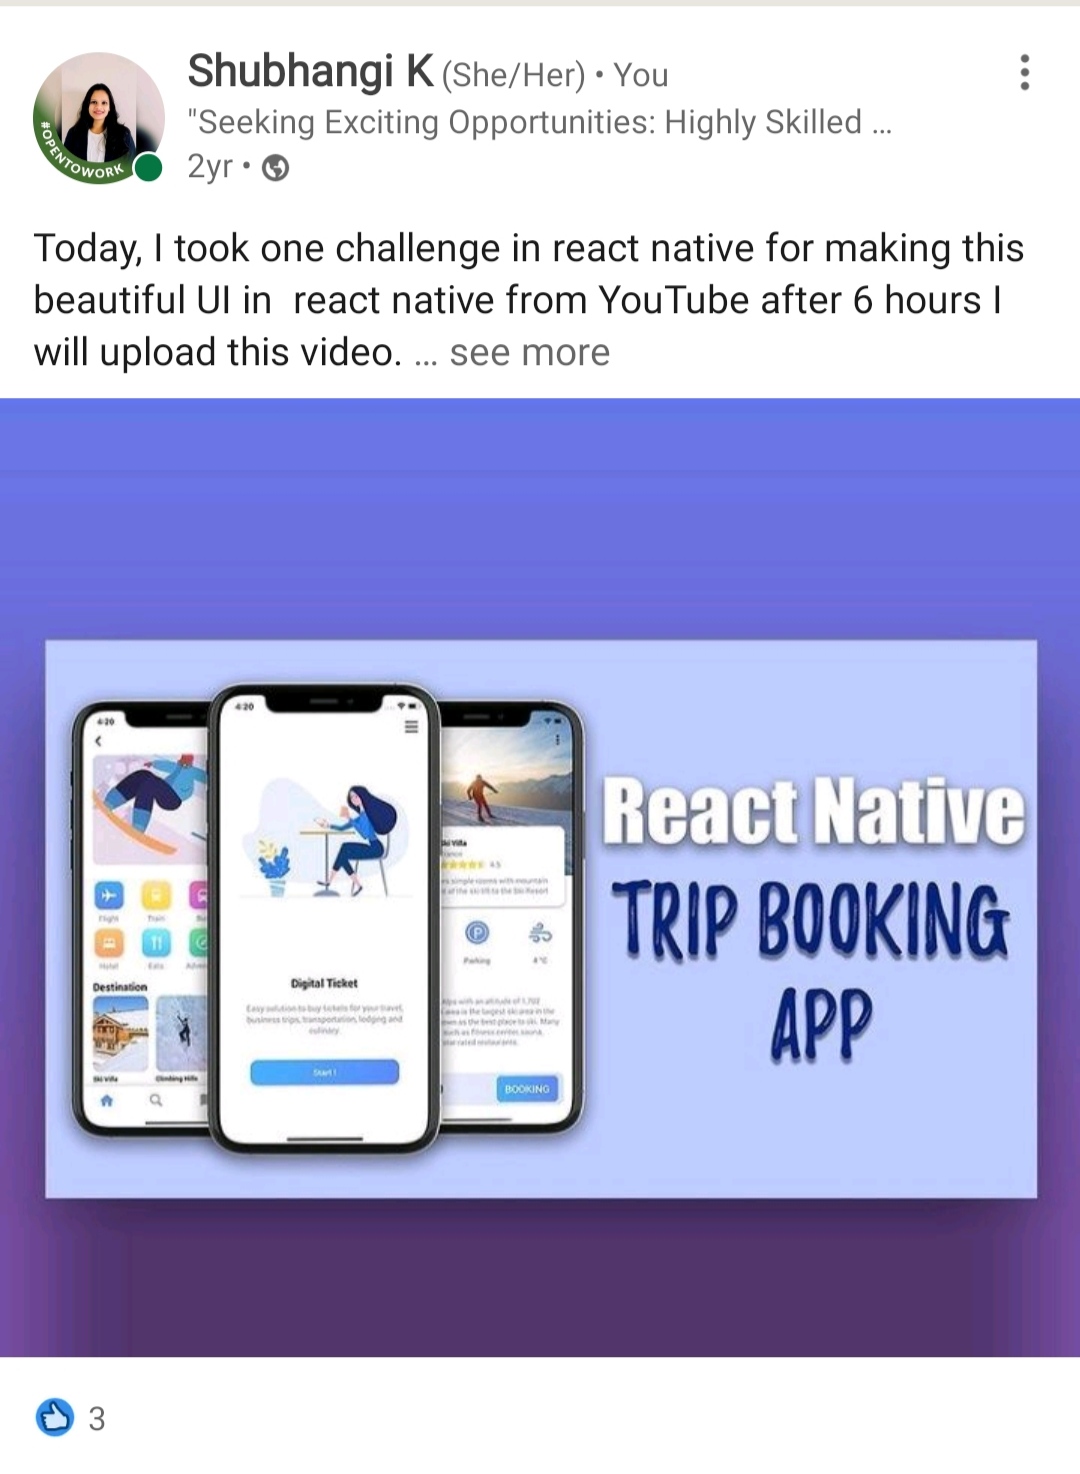 Shubhangi K (She/Her) • You
"Seeking Exciting Opportunities: Highly Skilled ...
#OPENTOWORK
2yr •
Today, I took one challenge in react native for making this
beautiful UI in  react native from YouTube after 6 hours I
will upload this video. ... see more
4:20
Flight Train
Hotel Eats
Destination
Ski Villa Climbing Hills
4:20
Digital Ticket
Easy solution to buy tickets for your travel,
business trips, transportation, lodging and
culinary
Start !
4.5
Parking 4°C
BOOKING
React Native
TRIP BOOKING
APP
3